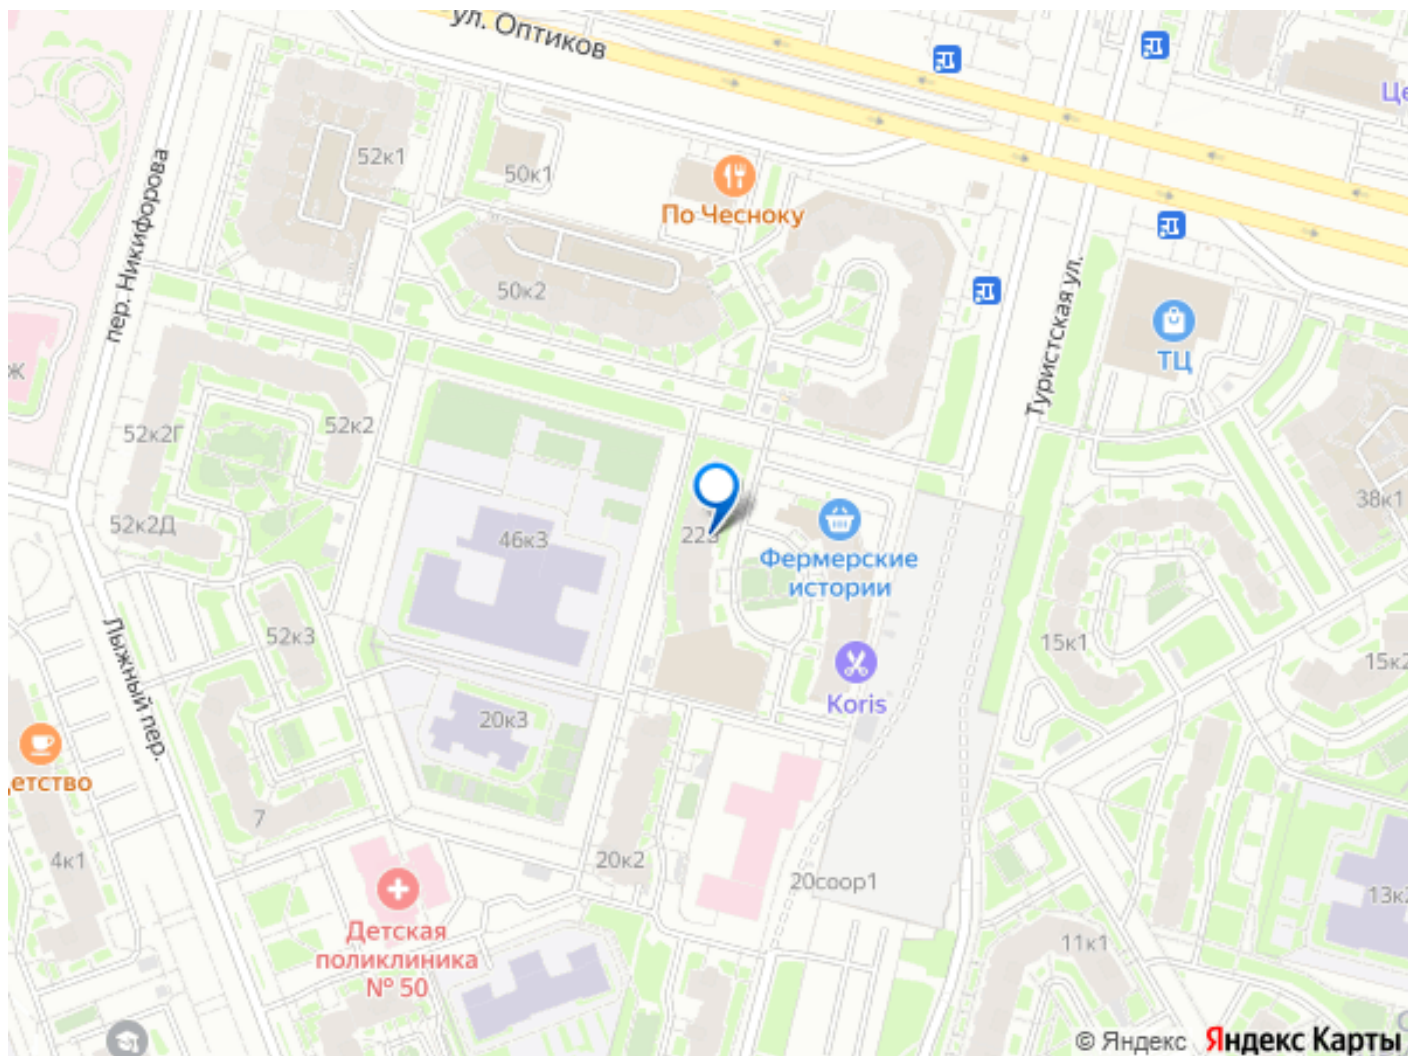 ул. Оптиков
Це
52к1
50к1
По Чесноку
пер. Никифорова
50к2
Туристская ул.
ТЦ
Ж
52к2Г
52к2
38к1
52к2Д
46к3
Фермерские
истории
52к3
15к1
15к2
Лыжный пер.
Koris
20к3
етство
7
4к1
20к2
20соор1
13к2
Детская
поликлиника
№ 50
11к1
© Яндекс Яндекс Карты